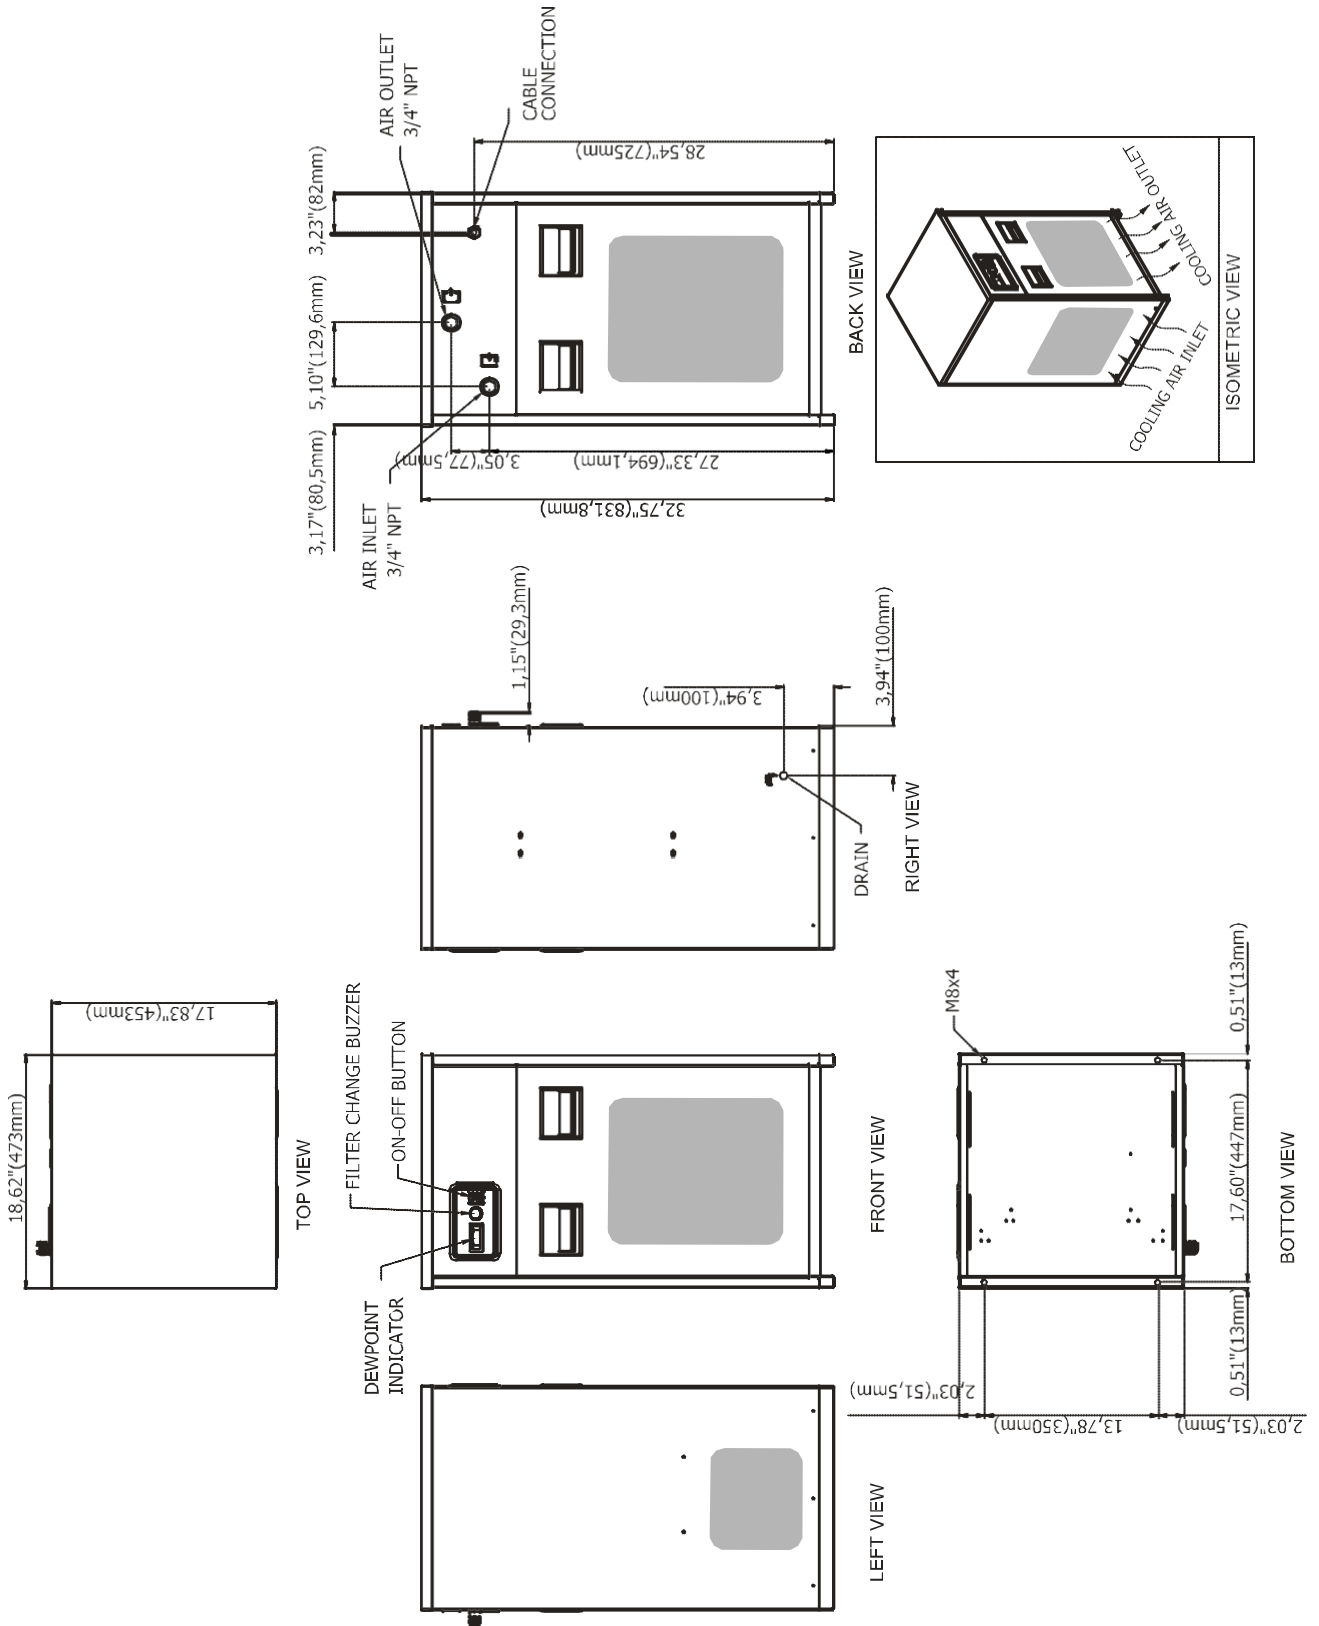 18,62"(473mm)
17,83"(453mm)
TOP VIEW
LEFT VIEW
DEWPOINT
INDICATOR
FILTER CHANGE BUZZER
ON-OFF BUTTON
FRONT VIEW
1,15"(29,3mm)
3,94"(100mm)
3,94"(100mm)
DRAIN
RIGHT VIEW
3,17"(80,5mm)
5,10"(129,6mm)
3,23"(82mm)
AIR INLET
3/4" NPT
AIR OUTLET
3/4" NPT
CABLE
CONNECTION
3,05"(77,5mm)
27,33"(694,1mm)
32,75"(831,8mm)
28,54"(725mm)
BACK VIEW
2,03"(51,5mm)
13,78"(350mm)
2,03"(51,5mm)
M8x4
0,51"(13mm)
17,60"(447mm)
0,51"(13mm)
BOTTOM VIEW
COOLING AIR INLET
COOLING AIR OUTLET
ISOMETRIC VIEW